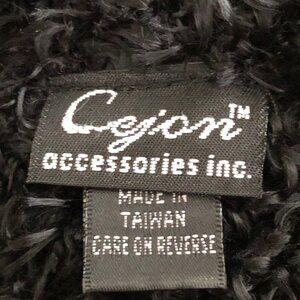 Cejon™
accessories inc.
MADE IN
TAIWAN
CARE ON REVERSE